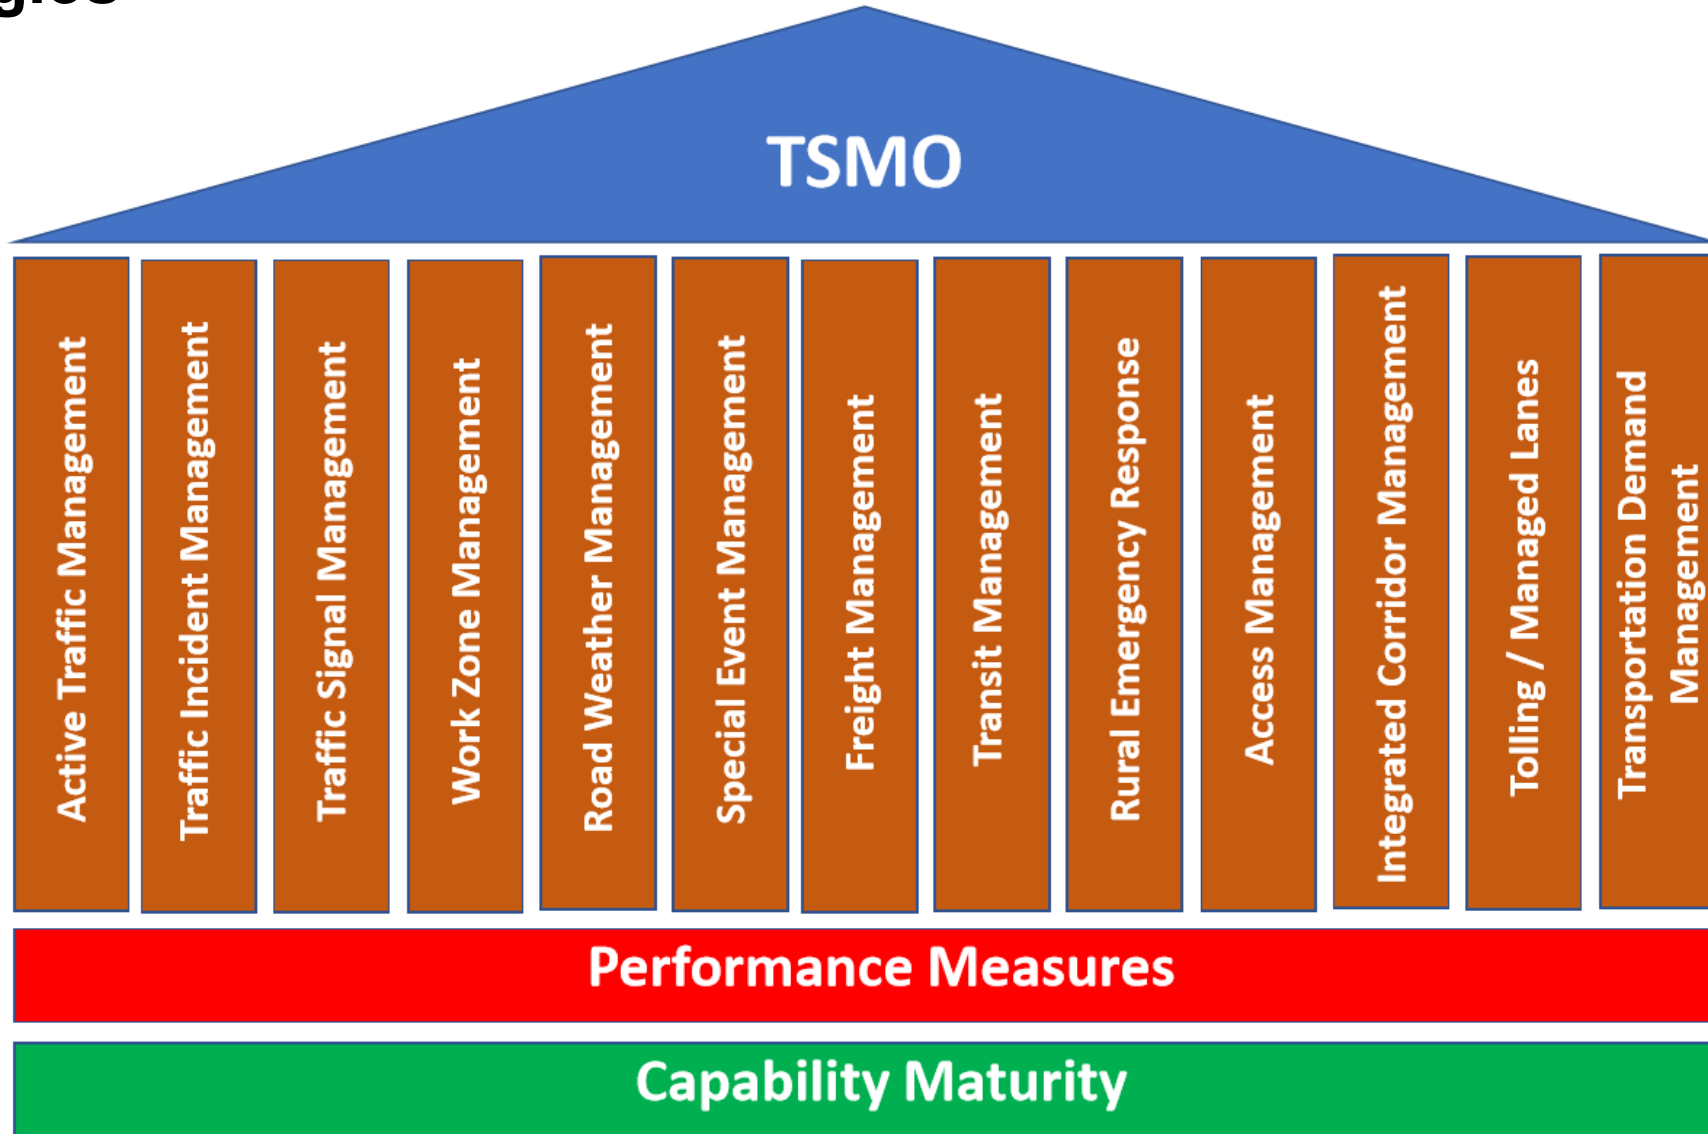 TSMO
Active Traffic Management
Traffic Incident Management
Traffic Signal Management
Work Zone Management
Road Weather Management
Special Event Management
Freight Management
Transit Management
Rural Emergency Response
Access Management
Integrated Corridor Management
Tolling / Managed Lanes
Transportation Demand
Management
Performance Measures
Capability Maturity